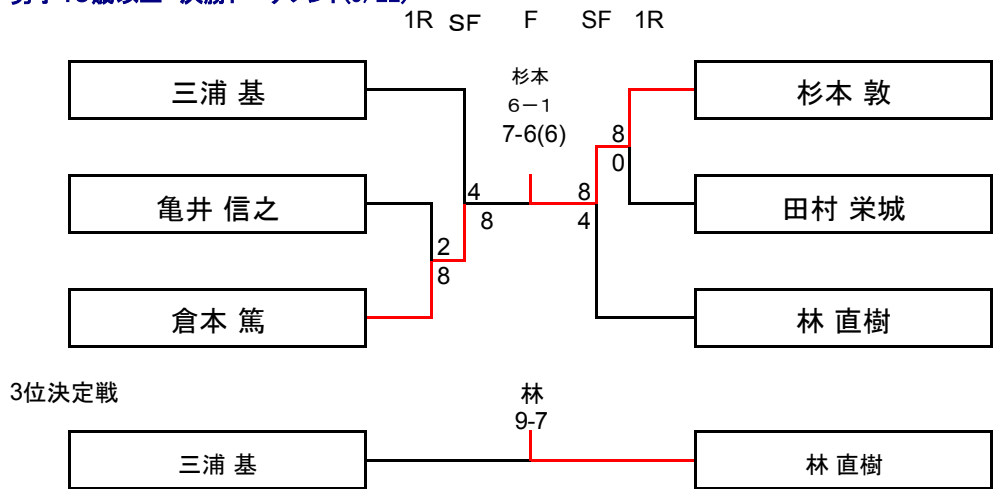 1R SF F SF 1R
杉本
6－1
7-6(6)
三浦 基
杉本 敦
8
0
亀井 信之
田村 栄城
4
8
8
4
2
8
倉本 篤
林 直樹
3位決定戦
林
9-7
三浦 基
林 直樹